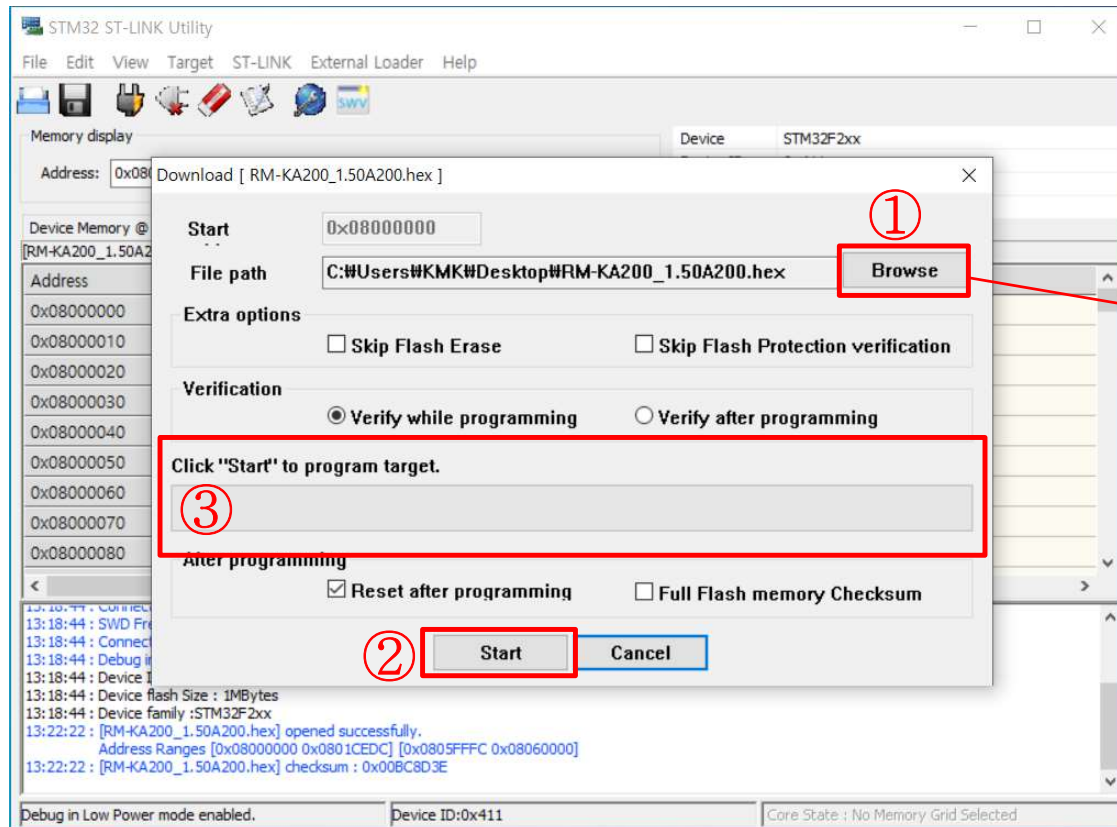 STM32 ST-LINK Utility
File Edit View Target ST-LINK External Loader Help
SWV
Memory display
Device STM32F2xx
Address: 0x080
Download [ RM-KA200_1.50A200.hex ]
①
Device Memory @
Start 0x08000000
[RM-KA200_1.50A2
File path C:₩Users₩KMK₩Desktop₩RM-KA200_1.50A200.hex Browse
Address
0x08000000
Extra options
0x08000010
Skip Flash Erase Skip Flash Protection verification
0x08000020
Verification
0x08000030
Verify while programming Verify after programming
0x08000040
0x08000050
Click "Start" to program target.
0x08000060
③
0x08000070
0x08000080
After programming
Reset after programming Full Flash memory Checksum
13:18:44 : Connect
13:18:44 : SWD Fre
13:18:44 : Connect
② Start Cancel
13:18:44 : Debug in
13:18:44 : Device I
13:18:44 : Device flash Size : 1MBytes
13:18:44 : Device family :STM32F2xx
13:22:22 : [RM-KA200_1.50A200.hex] opened successfully.
Address Ranges [0x08000000 0x0801CEDC] [0x0805FFFC 0x08060000]
13:22:22 : [RM-KA200_1.50A200.hex] checksum : 0x00BC8D3E
Debug in Low Power mode enabled. Device ID:0x411 Core State : No Memory Grid Selected